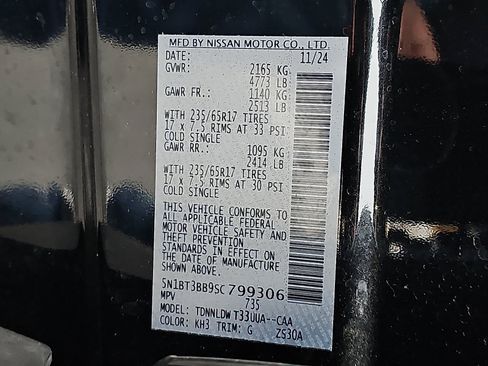 MFD BY NISSAN MOTOR CO., LTD.
DATE: 11/24
GVWR: 2165 KG
4773 LB
GAWR FR.: 1140 KG
2513 LB
WITH 235/65R17 TIRES
17 x 7.5 RIMS AT 33 PSI
COLD SINGLE
GAWR RR.: 1095 KG
2414 LB
WITH 235/65R17 TIRES
17 x 7.5 RIMS AT 30 PSI
COLD SINGLE
THIS VEHICLE CONFORMS TO
ALL APPLICABLE FEDERAL
MOTOR VEHICLE SAFETY AND
THEFT PREVENTION
STANDARDS IN EFFECT ON
THE DATE OF MANUFACTURE
SHOWN ABOVE.
5N1BT3BB9SC799306
MPV 735
MODEL: TDNNLDW T33UUA--CAA
COLOR: KH3 TRIM: G ZS30A